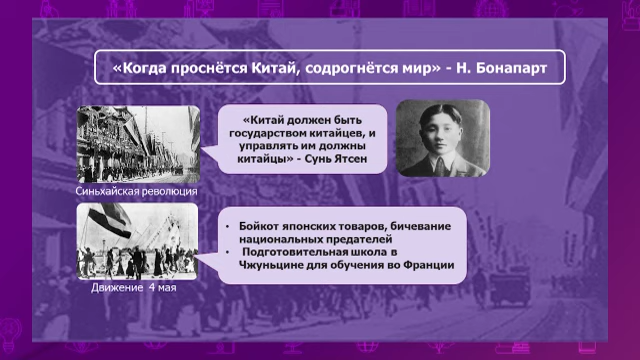 «Когда проснётся Китай, содрогнётся мир» - Н. Бонапарт
«Китай должен быть
государством китайцев, и
управлять им должны
китайцы» - Сунь Ятсен
Синьхайская революция
• Бойкот японских товаров, бичевание
национальных предателей
• Подготовительная школа в
Чжуньцине для обучения во Франции
Движение 4 мая